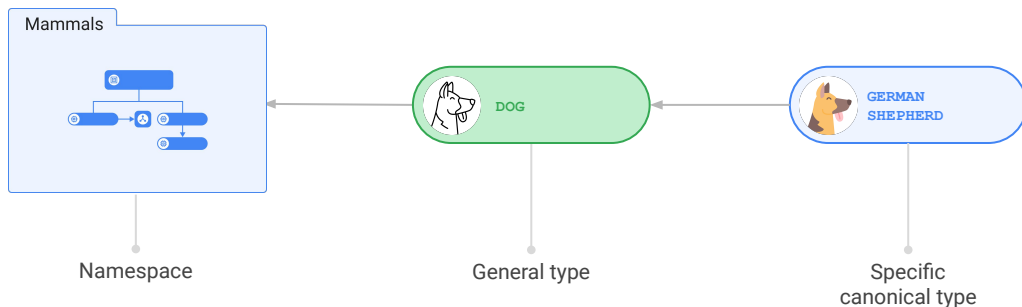 Mammals
DOG
GERMAN
SHEPHERD
Namespace
General type
Specific
canonical type